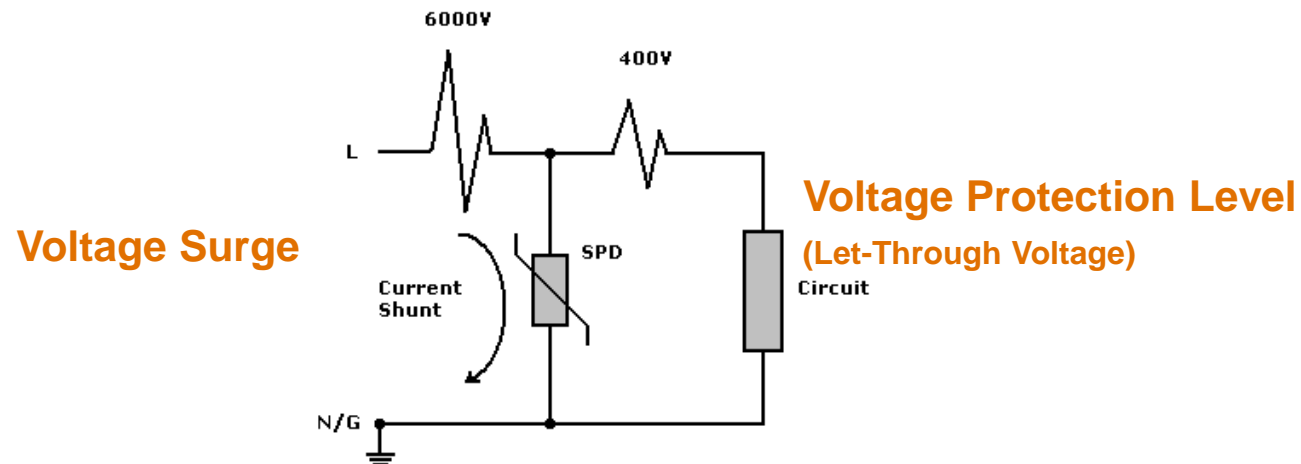 6000V
400V
L
Voltage Surge
Current
Shunt
SPD
Voltage Protection Level
(Let-Through Voltage)
Circuit
N/G